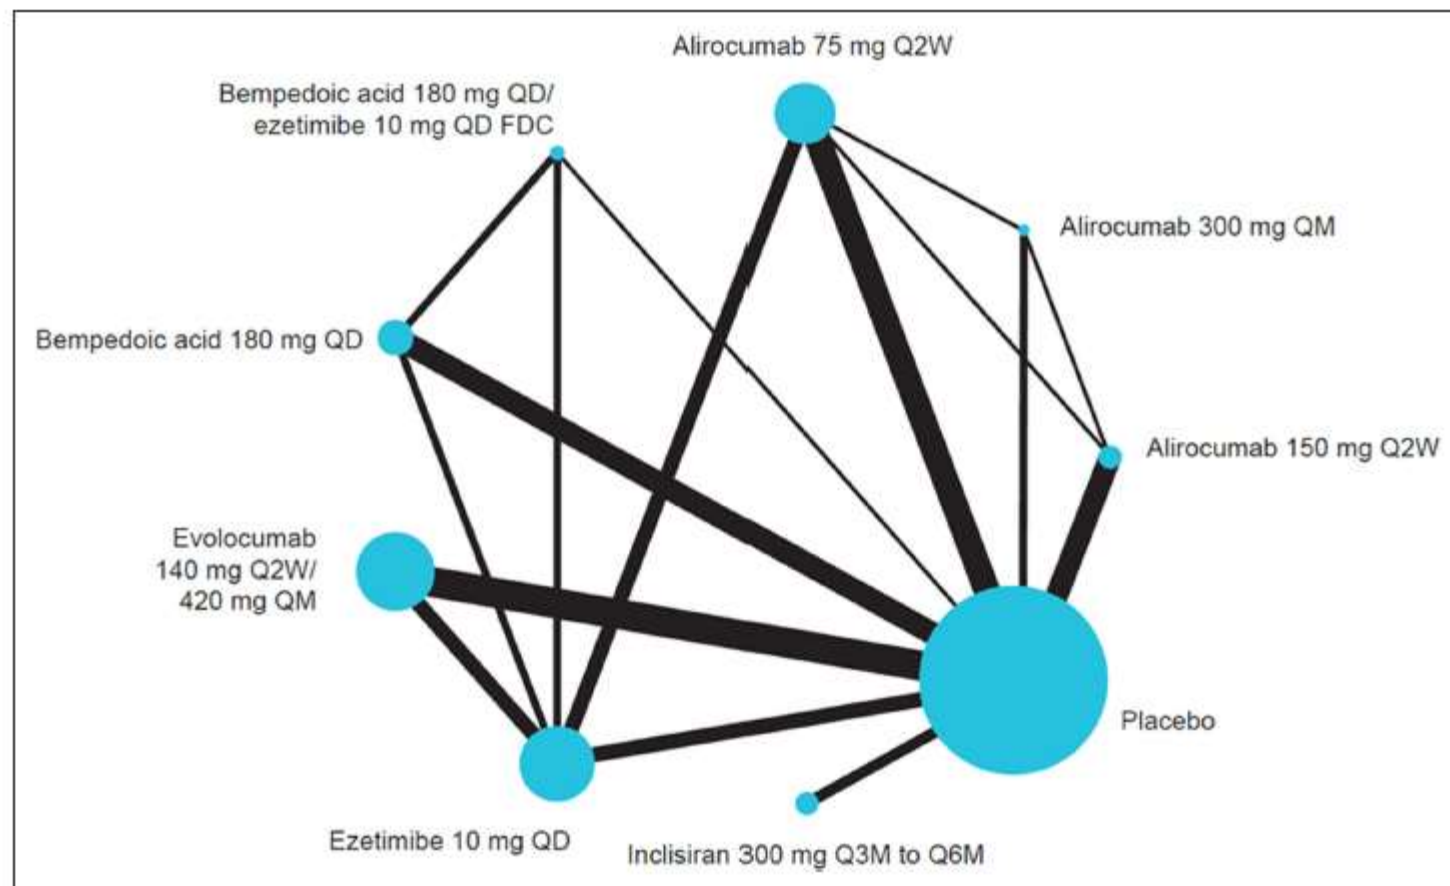 Alirocumab 75 mg Q2W
Bempedoic acid 180 mg QD/
ezetimibe 10 mg QD FDC
Alirocumab 300 mg QM
Bempedoic acid 180 mg QD
Alirocumab 150 mg Q2W
Evolocumab
140 mg Q2W/
420 mg QM
Placebo
Ezetimibe 10 mg QD
Inclisiran 300 mg Q3M to Q6M